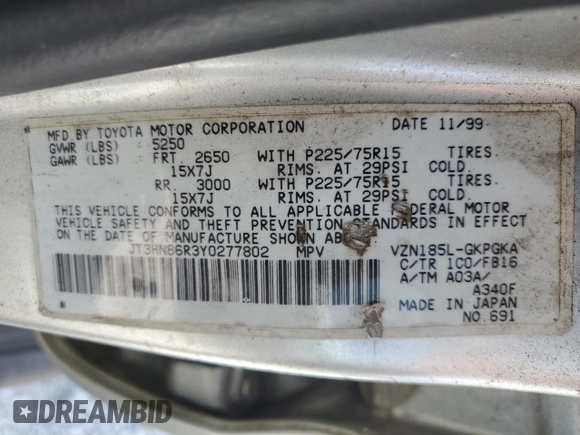 MFD. BY TOYOTA MOTOR CORPORATION DATE 11/99
GVWR (LBS) 5250
GAWR (LBS) FRT. 2650 WITH P225/75R15 TIRES.
15X7J RIMS. AT 29PSI COLD.
RR. 3000 WITH P225/75R15 TIRES.
15X7J RIMS. AT 29PSI COLD.
THIS VEHICLE CONFORMS TO ALL APPLICABLE FEDERAL MOTOR
VEHICLE SAFETY AND THEFT PREVENTION STANDARDS IN EFFECT
ON THE DATE OF MANUFACTURE SHOWN ABOVE.
JT3HN86R3Y0277802 MPV VZN185L-GKPGKA
C/TR 1C0/FB16
A/TM A03A/
A340F
MADE IN JAPAN
NO.691
DREAMBID